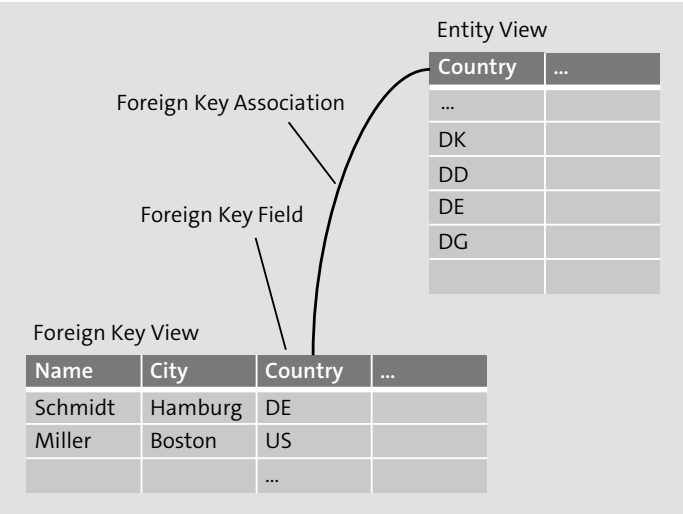 Entity View
Country ...
...
DK
DD
DE
DG
Foreign Key Association
Foreign Key Field
Foreign Key View
Name City Country ...
Schmidt Hamburg DE
Miller Boston US
...